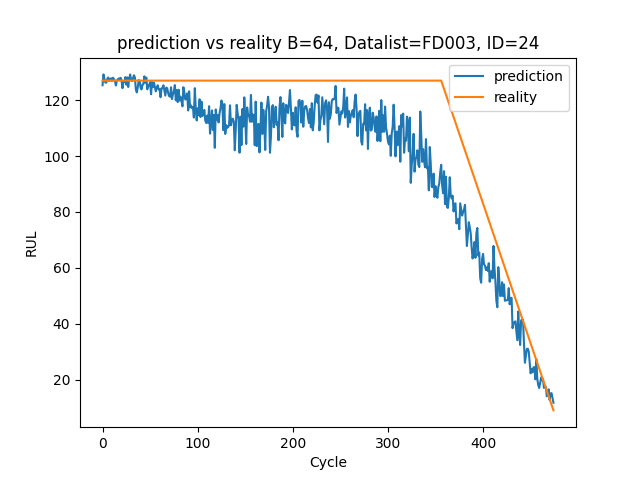 prediction vs reality B=64, Datalist=FD003, ID=24
prediction
reality
120
100
80
60
40
20
RUL
0
100
200
300
400
Cycle